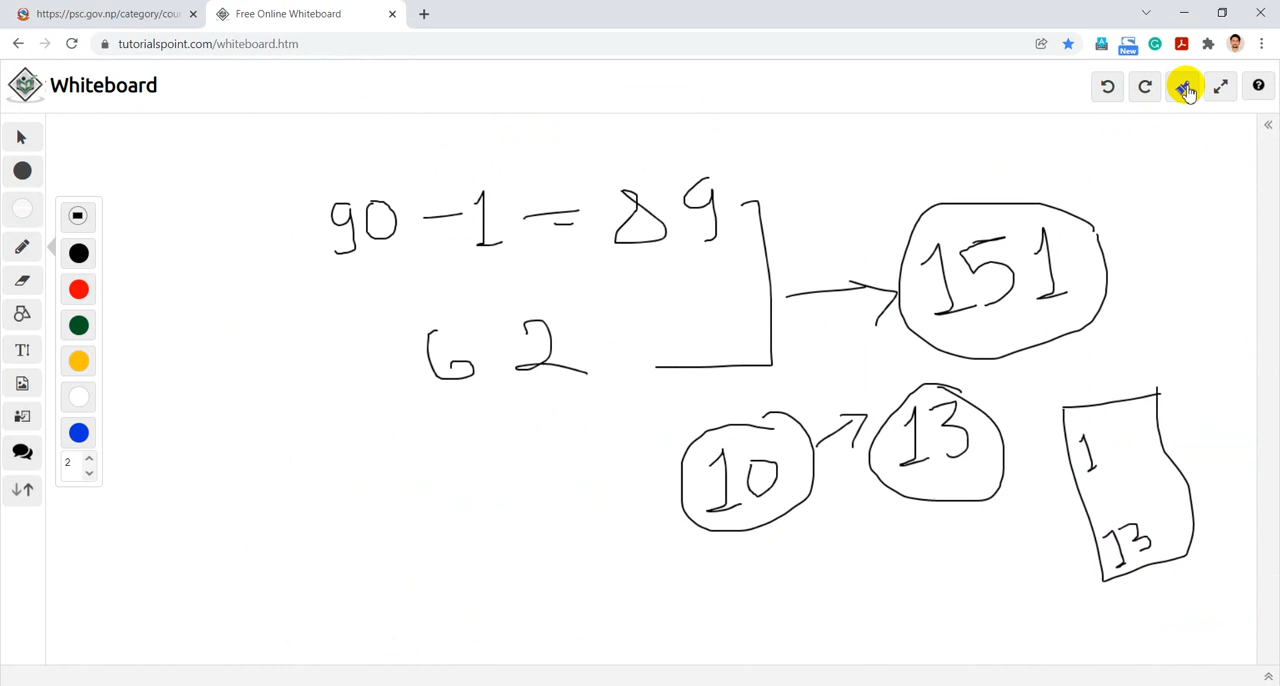 https://psc.gov.np/category/cou
Free Online Whiteboard
tutorialspoint.com/whiteboard.htm
New
Whiteboard
90 - 1 = 89
151
62
10
13
1
13
T
2